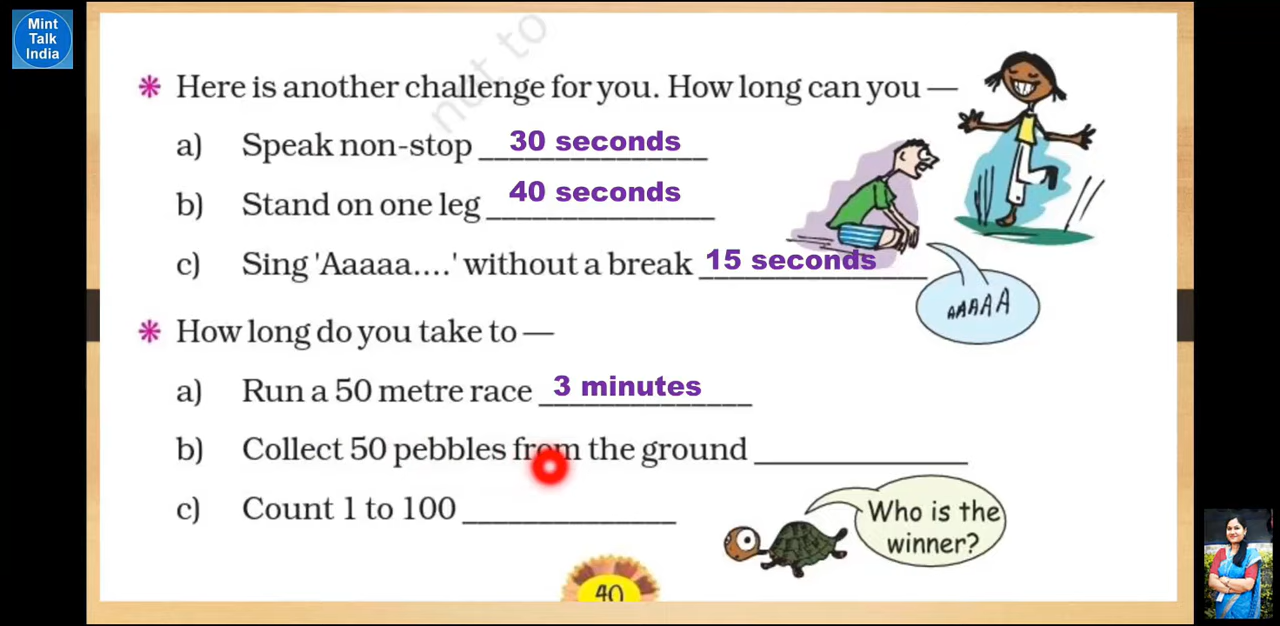 Mint
Talk
India
not to
Here is another challenge for you. How long can you —
a) Speak non-stop 30 seconds
b) Stand on one leg 40 seconds
c) Sing 'Aaaaa....' without a break 15 seconds
AAAAA
How long do you take to —
a) Run a 50 metre race 3 minutes
b) Collect 50 pebbles from the ground
c) Count 1 to 100
Who is the
winner?
40